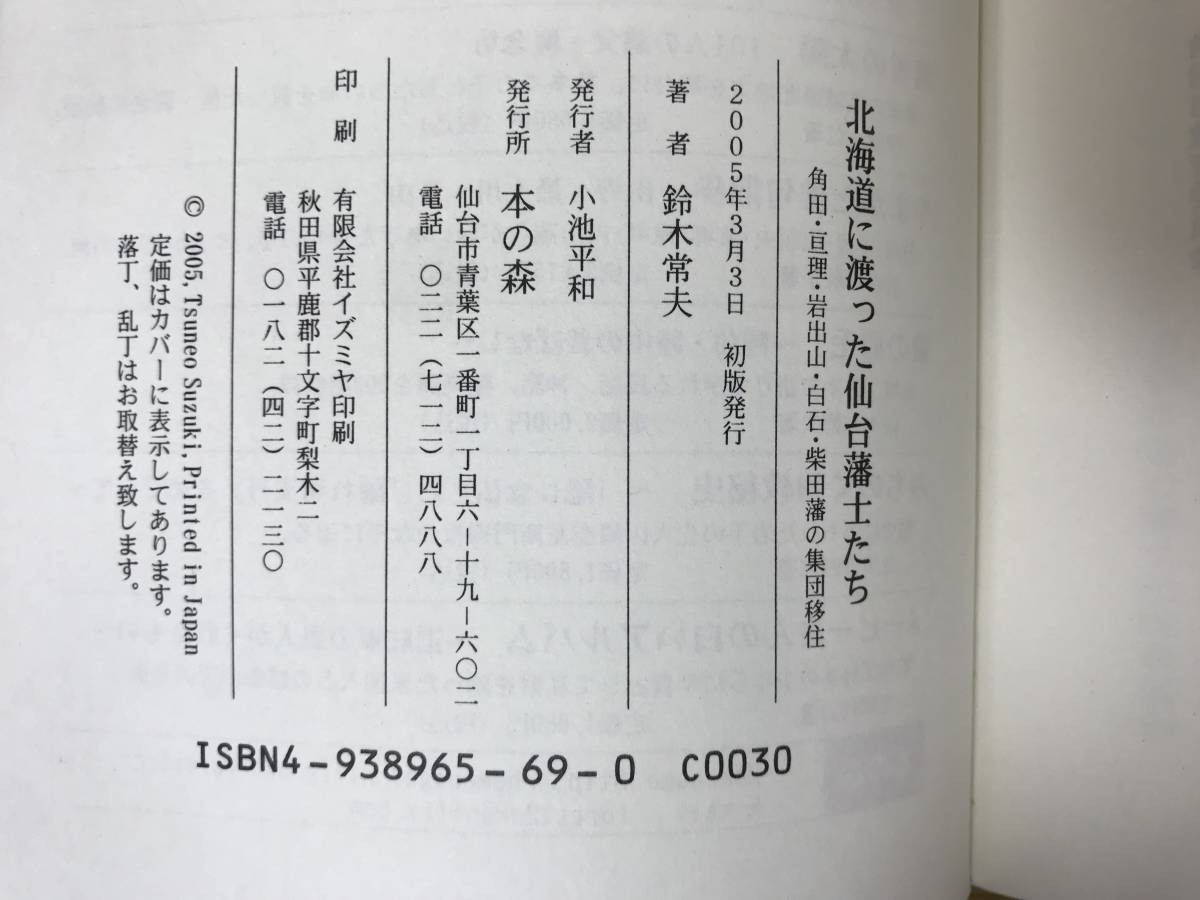 北海道に渡った仙台藩士たち
角田・亘理・岩出山・白石・柴田藩の集団移住
2005年3月3日　初版発行
著　者　鈴木常夫
発行者　小池平和
発行所　本の森
仙台市青葉区一番町一丁目六―十九―六〇二
電話　〇二二(七一二)四八八八
印　刷　有限会社イズミヤ印刷
秋田県平鹿郡十文字町梨木二
電話　〇一八二(四二)二一三〇
© 2005, Tsuneo Suzuki, Printed in Japan
定価はカバーに表示してあります。
落丁、乱丁はお取替え致します。
ISBN4-938965-69-0 C0030